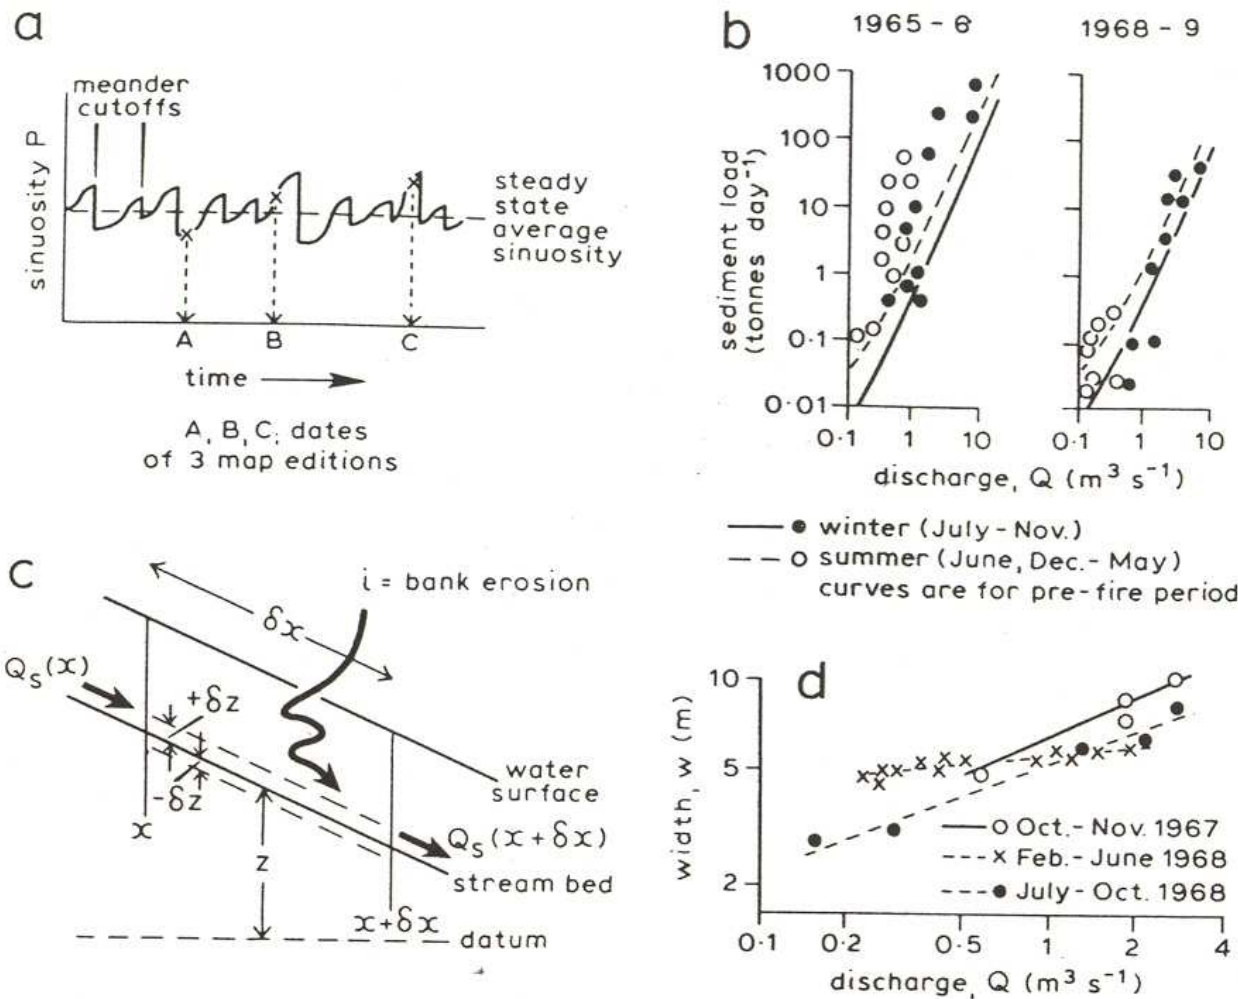 a
meander
cutoffs
sinuosity P
steady
state
average
sinuosity
A B C
time
A, B, C, dates
of 3 map editions
b
1965 - 6
1968 - 9
sediment load
(tonnes day⁻¹)
1000
100
10
1
0·1
0·01
0·1 1 10
0·1 1 10
discharge, Q (m³ s⁻¹)
winter (July - Nov.)
summer (June, Dec. - May)
curves are for pre-fire period
c
i = bank erosion
δx
Qs(x)
+δz
-δz
x
z
water
surface
Qs(x + δx)
stream bed
x + δx
datum
d
width, w (m)
10
5
2
Oct. - Nov. 1967
Feb. - June 1968
July - Oct. 1968
0·1 0·2 0·5 1 2 4
discharge, Q (m³ s⁻¹)